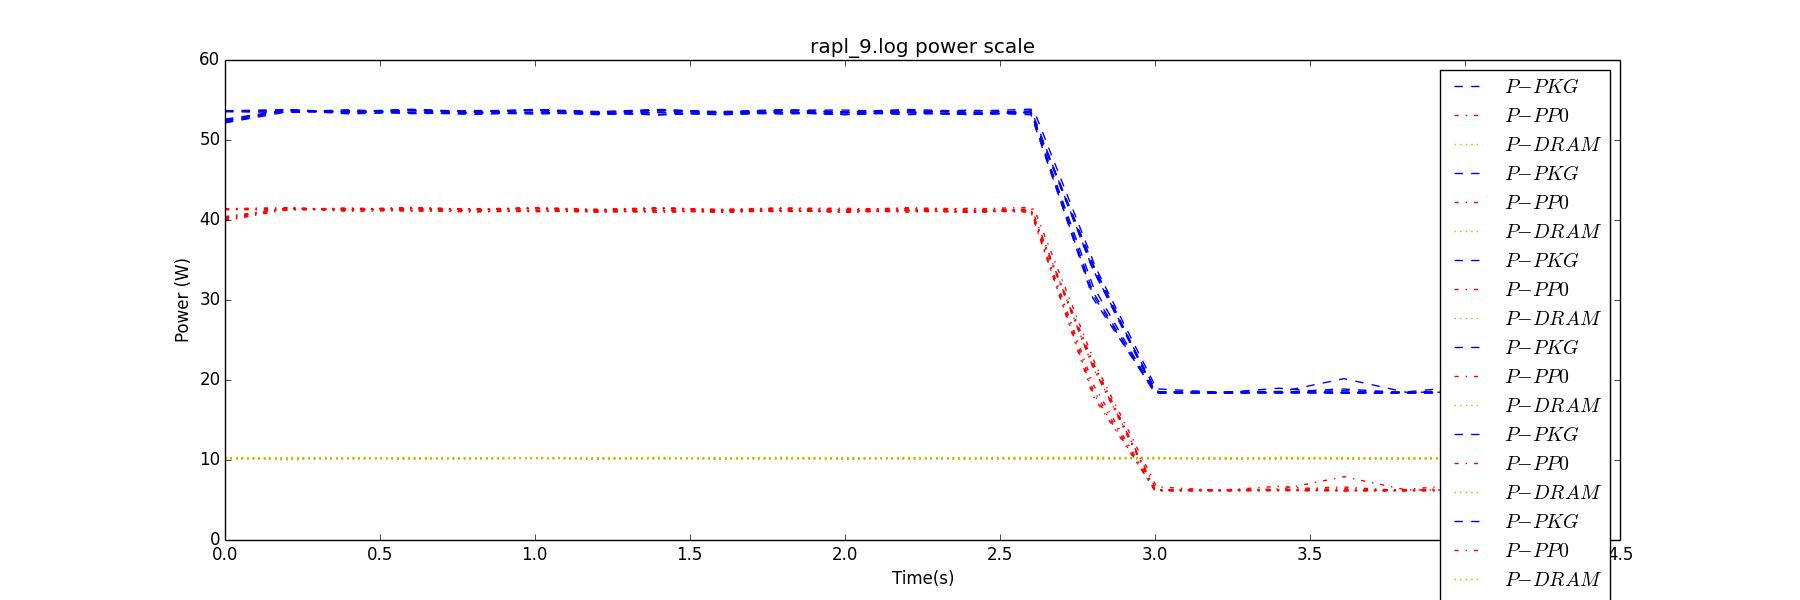 rapl_9.log power scale
60
50
40
30
20
10
0
Power (W)
0.0 0.5 1.0 1.5 2.0 2.5 3.0 3.5 4.5
Time(s)
P−PKG
P−PP0
P−DRAM
P−PKG
P−PP0
P−DRAM
P−PKG
P−PP0
P−DRAM
P−PKG
P−PP0
P−DRAM
P−PKG
P−PP0
P−DRAM
P−PKG
P−PP0
P−DRAM